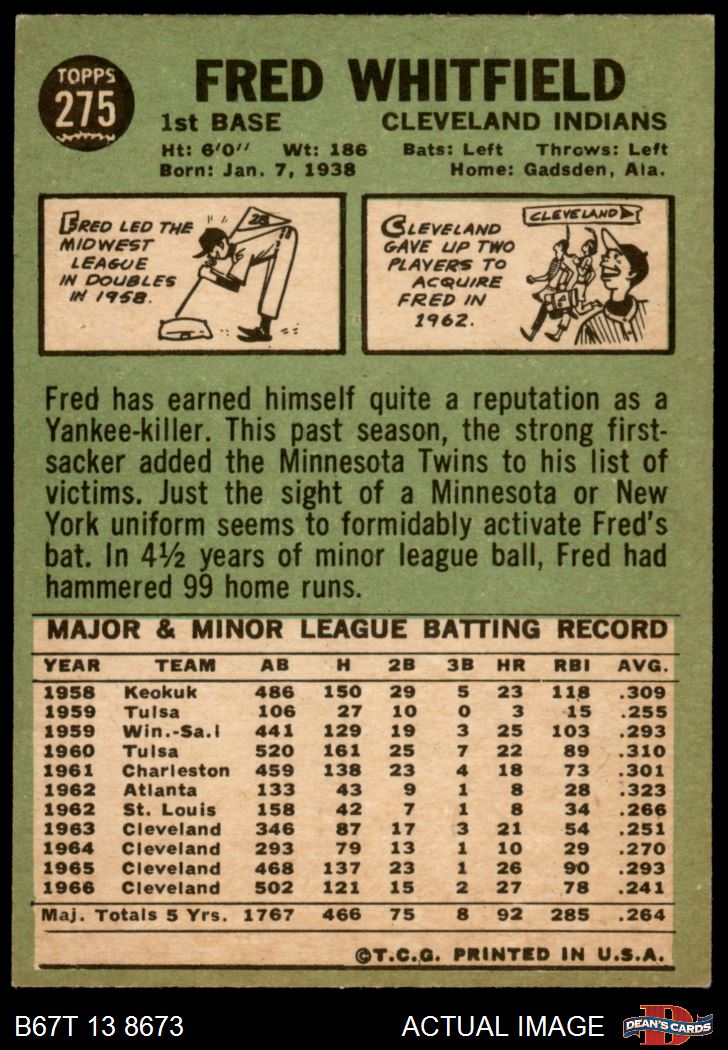 TOPPS
275
FRED WHITFIELD
1st BASE CLEVELAND INDIANS
Ht: 6'0" Wt: 186 Bats: Left Throws: Left
Born: Jan. 7, 1938 Home: Gadsden, Ala.
FRED LED THE
MIDWEST
LEAGUE
IN DOUBLES
IN 1958.
28
CLEVELAND
GAVE UP TWO
PLAYERS TO
ACQUIRE
FRED IN
1962.
CLEVELAND
Fred has earned himself quite a reputation as a
Yankee-killer. This past season, the strong first-
sacker added the Minnesota Twins to his list of
victims. Just the sight of a Minnesota or New
York uniform seems to formidably activate Fred's
bat. In 4½ years of minor league ball, Fred had
hammered 99 home runs.
MAJOR & MINOR LEAGUE BATTING RECORD
YEAR TEAM AB H 2B 3B HR RBI AVG.
1958 Keokuk 486 150 29 5 23 118 .309
1959 Tulsa 106 27 10 0 3 15 .255
1959 Win.-Sa.l 441 129 19 3 25 103 .293
1960 Tulsa 520 161 25 7 22 89 .310
1961 Charleston 459 138 23 4 18 73 .301
1962 Atlanta 133 43 9 1 8 28 .323
1962 St. Louis 158 42 7 1 8 34 .266
1963 Cleveland 346 87 17 3 21 54 .251
1964 Cleveland 293 79 13 1 10 29 .270
1965 Cleveland 468 137 23 1 26 90 .293
1966 Cleveland 502 121 15 2 27 78 .241
Maj. Totals 5 Yrs. 1767 466 75 8 92 285 .264
©T.C.G. PRINTED IN U.S.A.
B67T 13 8673 ACTUAL IMAGE D DEAN'S CARDS